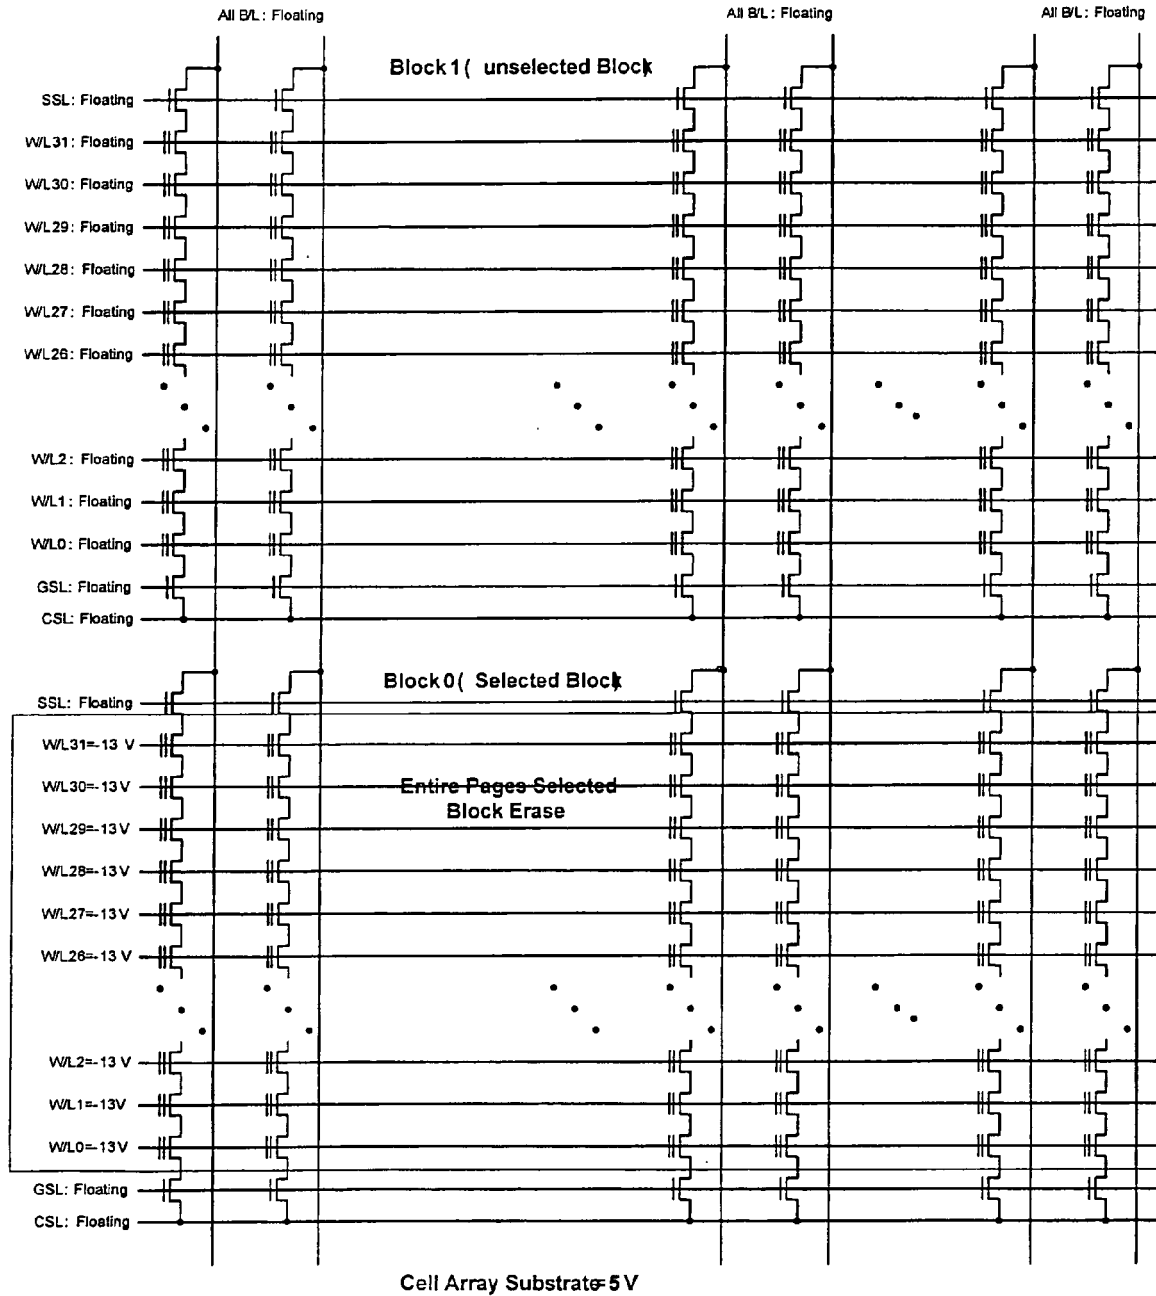 All B/L: Floating
All B/L: Floating
All B/L: Floating
Block 1 ( unselected Block )
SSL: Floating
W/L31: Floating
W/L30: Floating
W/L29: Floating
W/L28: Floating
W/L27: Floating
W/L26: Floating
W/L2: Floating
W/L1: Floating
W/L0: Floating
GSL: Floating
CSL: Floating
Block 0 ( Selected Block )
SSL: Floating
W/L31=-13 V
W/L30=-13V
Entire Pages Selected
Block Erase
W/L29=-13V
W/L28=-13V
W/L27=-13V
W/L26=-13 V
W/L2=-13 V
W/L1=-13V
W/L0=-13V
GSL: Floating
CSL: Floating
Cell Array Substrate=5V